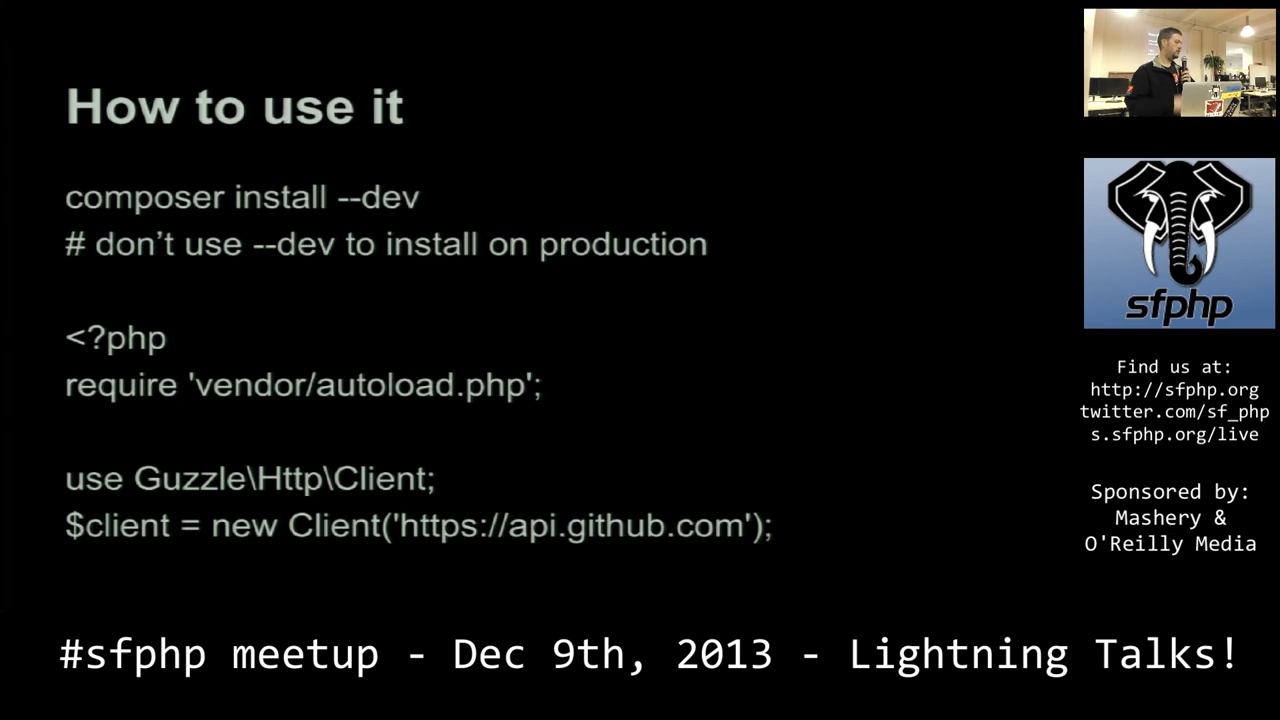 How to use it
composer install --dev
# don’t use --dev to install on production
<?php
require 'vendor/autoload.php';
use Guzzle\Http\Client;
$client = new Client('https://api.github.com');
sfphp
Find us at:
http://sfphp.org
twitter.com/sf_php
s.sfphp.org/live
Sponsored by:
Mashery &
O'Reilly Media
#sfphp meetup - Dec 9th, 2013 - Lightning Talks!